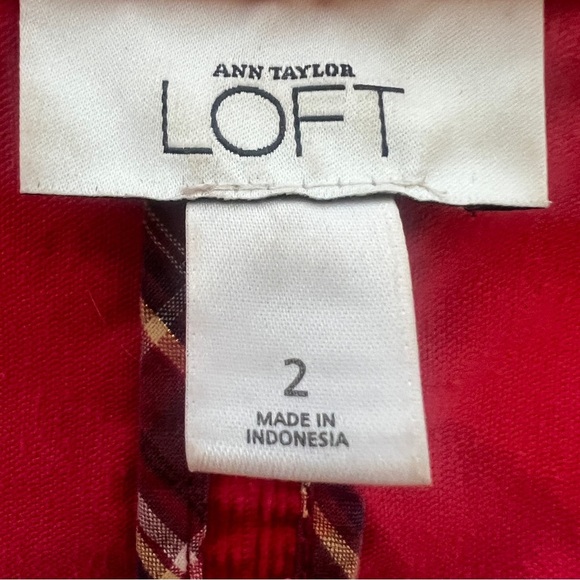 ANN TAYLOR
LOFT
2
MADE IN
INDONESIA